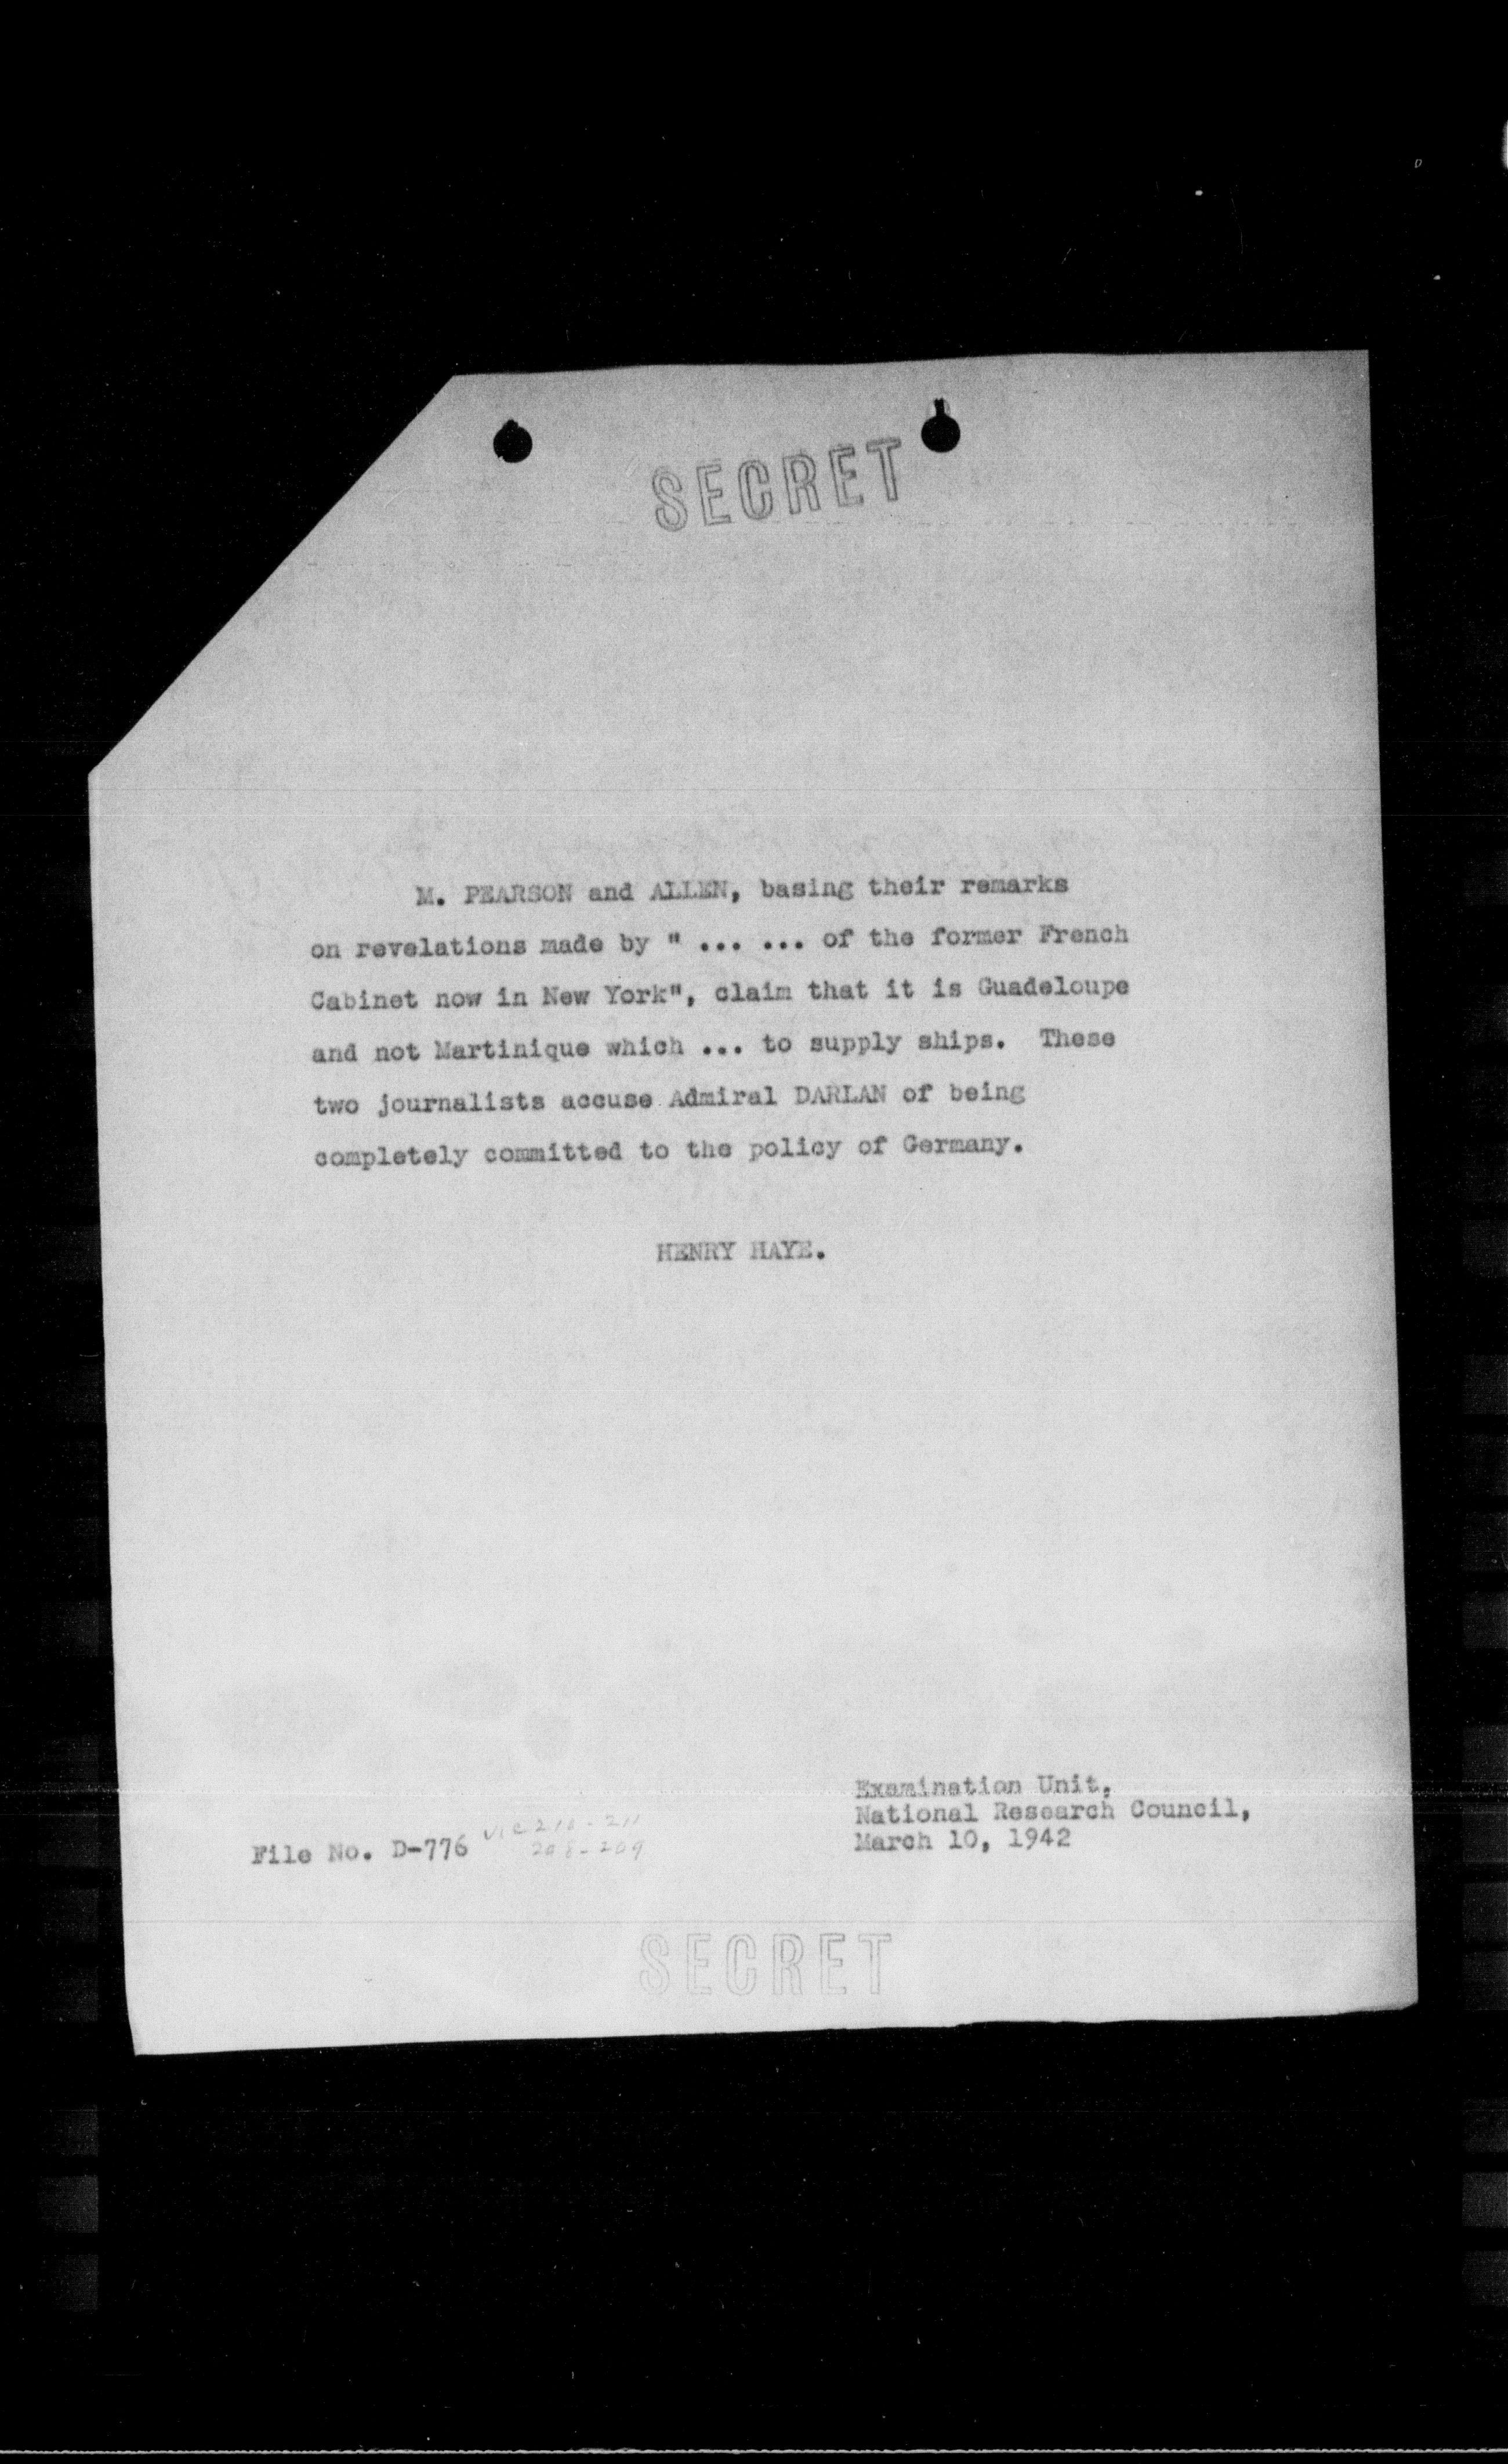 SECRET
M. PEARSON and ALLEN, basing their remarks
on revelations made by " ... ... of the former French
Cabinet now in New York", claim that it is Guadeloupe
and not Martinique which ... to supply ships. These
two journalists accuse Admiral DARLAN of being
completely committed to the policy of Germany.
HENRY HAYE.
Examination Unit,
National Research Council,
March 10, 1942
File No. D-776
208-209
SECRET